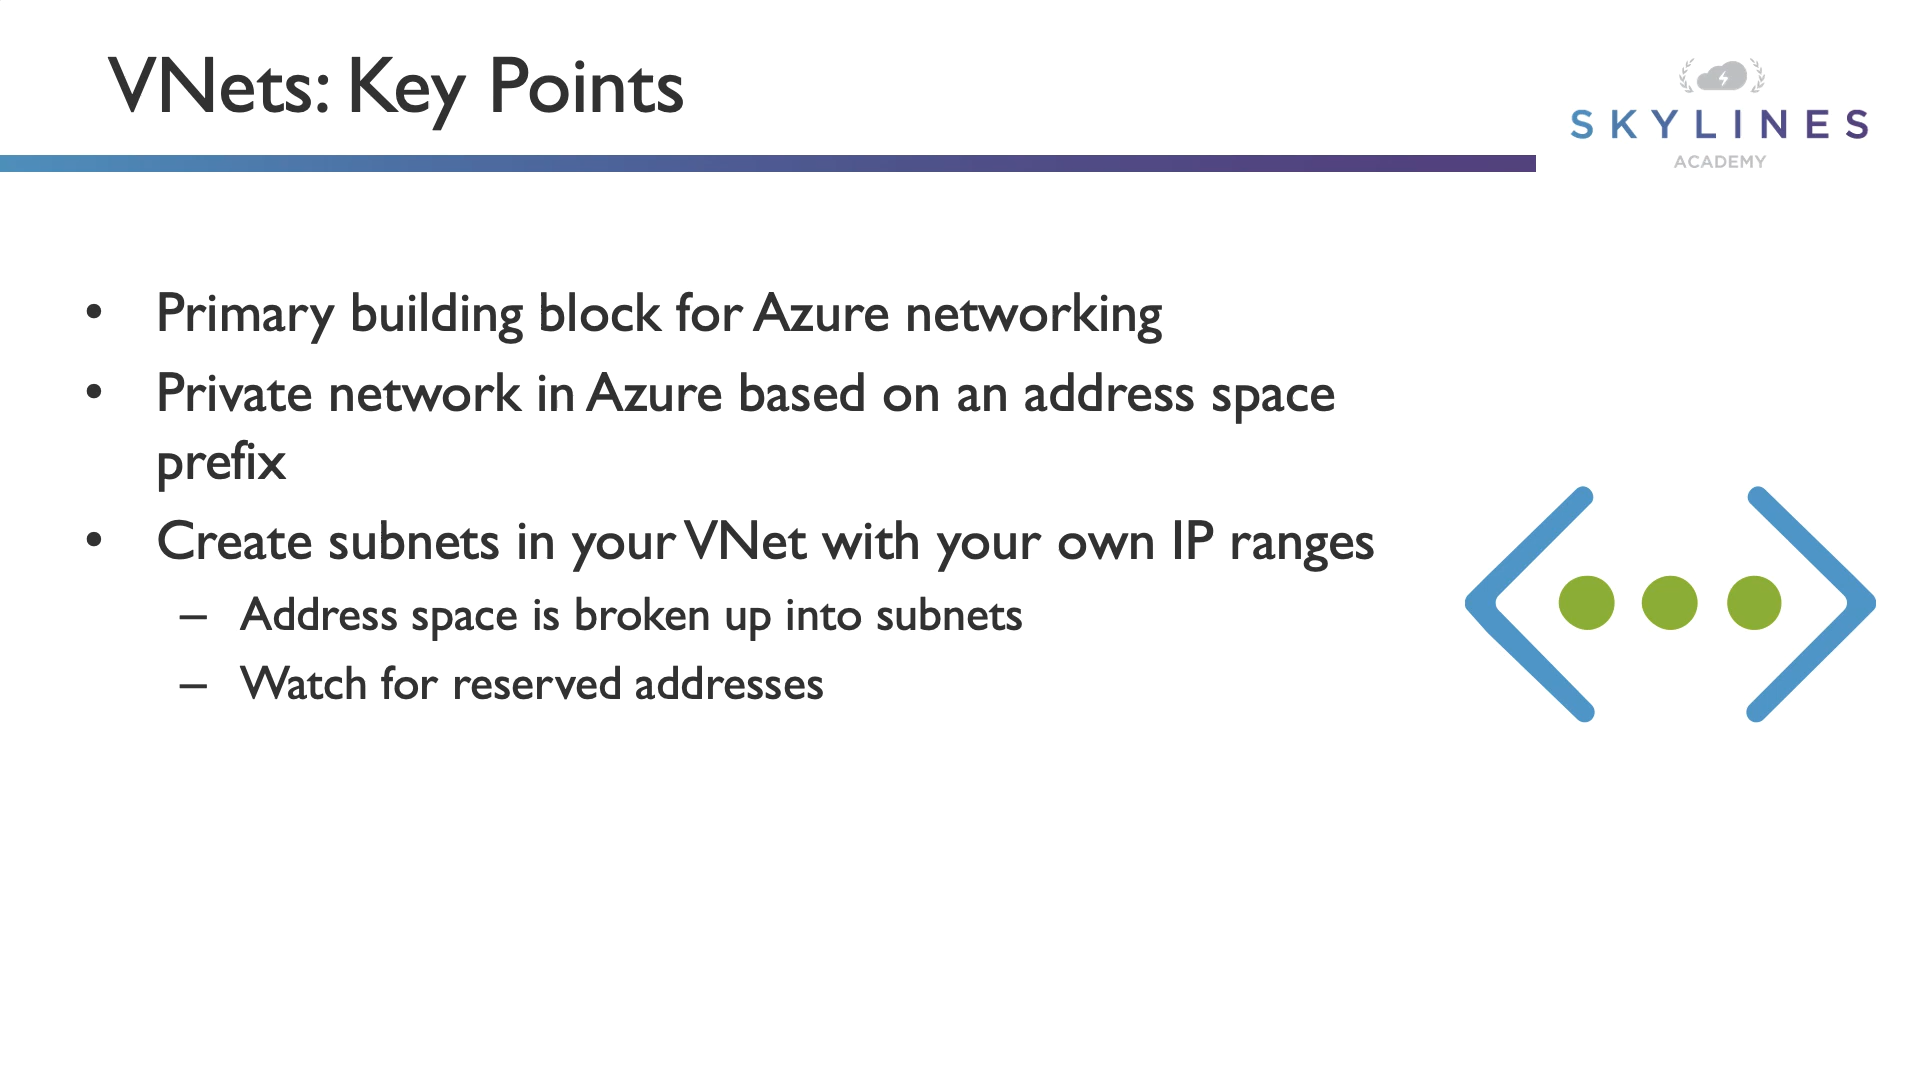 VNets: Key Points
SKYLINES
ACADEMY
• Primary building block for Azure networking
• Private network in Azure based on an address space
prefix
• Create subnets in your VNet with your own IP ranges
– Address space is broken up into subnets
– Watch for reserved addresses